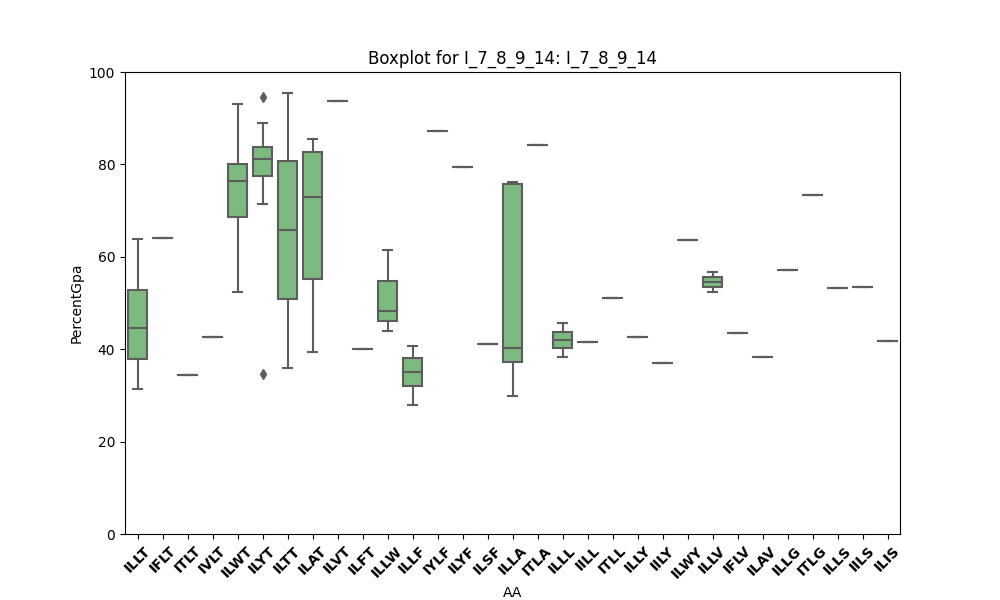 Boxplot for I_7_8_9_14: I_7_8_9_14
PercentGpa
100
80
60
40
20
0
ILLT IFLT ITLT IVLT ILWT ILYT ILTT ILAT ILVT ILFT ILLW ILLF IYLF ILYF ILSF ILLA ITLA ILLL IILL ITLL ILLY IILY ILWY ILLV IFLV ILAV ILLG ITLG ILLS IILS ILIS
AA